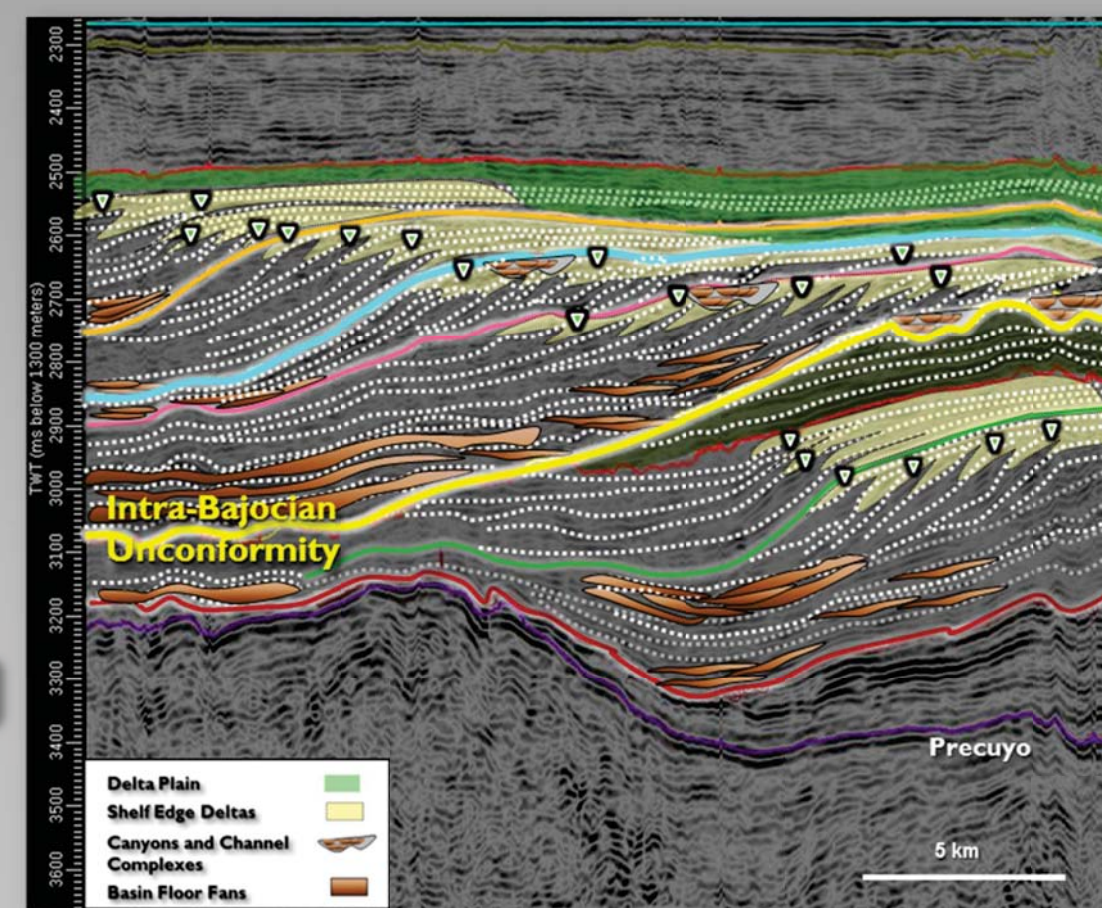 TWT (ms below 1300 meters)
2300
2400
2500
2600
2700
2800
2900
3000
3100
3200
3300
3400
3500
3600
Intra-Bajocian
Unconformity
Precuyo
5 km
Delta Plain
Shelf Edge Deltas
Canyons and Channel
Complexes
Basin Floor Fans